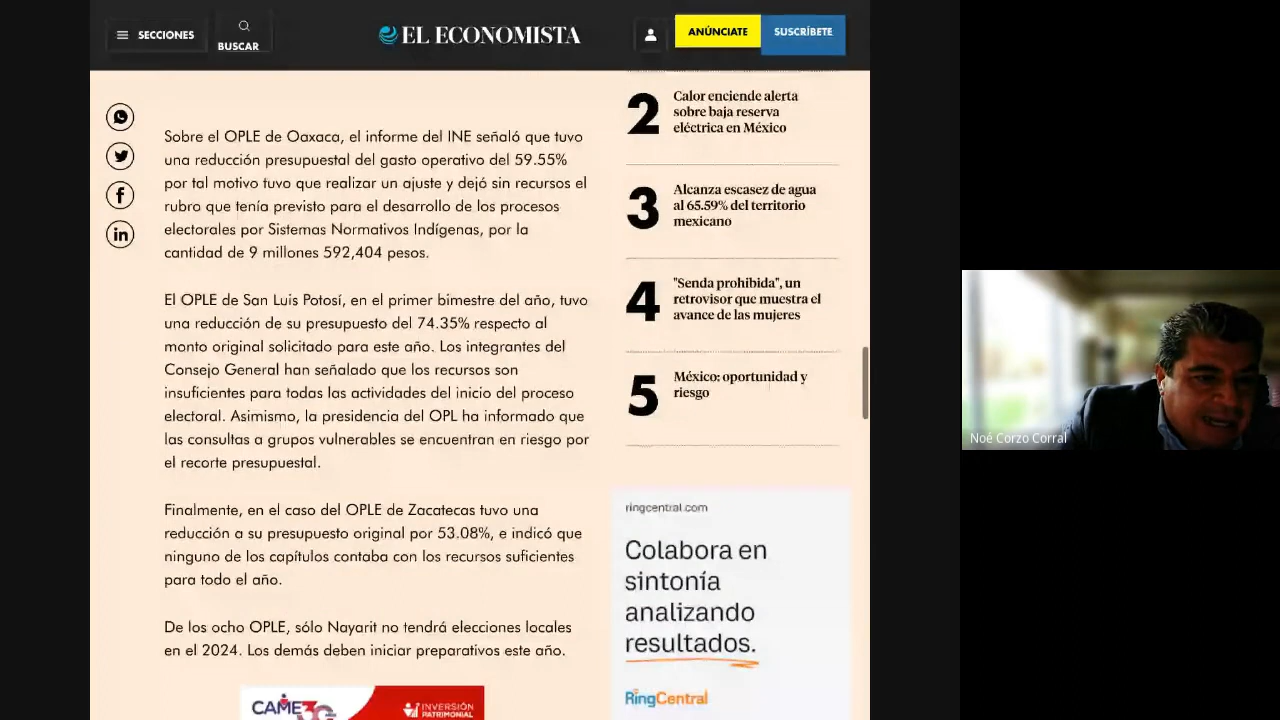 SECCIONES
BUSCAR
EL ECONOMISTA
ANÚNCIATE
SUSCRÍBETE
Sobre el OPLE de Oaxaca, el informe del INE señaló que tuvo
una reducción presupuestal del gasto operativo del 59.55%
por tal motivo tuvo que realizar un ajuste y dejó sin recursos el
rubro que tenía previsto para el desarrollo de los procesos
electorales por Sistemas Normativos Indígenas, por la
cantidad de 9 millones 592,404 pesos.
El OPLE de San Luis Potosí, en el primer bimestre del año, tuvo
una reducción de su presupuesto del 74.35% respecto al
monto original solicitado para este año. Los integrantes del
Consejo General han señalado que los recursos son
insuficientes para todas las actividades del inicio del proceso
electoral. Asimismo, la presidencia del OPL ha informado que
las consultas a grupos vulnerables se encuentran en riesgo por
el recorte presupuestal.
Finalmente, en el caso del OPLE de Zacatecas tuvo una
reducción a su presupuesto original por 53.08%, e indicó que
ninguno de los capítulos contaba con los recursos suficientes
para todo el año.
De los ocho OPLE, sólo Nayarit no tendrá elecciones locales
en el 2024. Los demás deben iniciar preparativos este año.
CAME 30 años
INVERSIÓN
PATRIMONIAL
2
Calor enciende alerta
sobre baja reserva
eléctrica en México
3
Alcanza escasez de agua
al 65.59% del territorio
mexicano
4
"Senda prohibida", un
retrovisor que muestra el
avance de las mujeres
5
México: oportunidad y
riesgo
ringcentral.com
Colabora en
sintonía
analizando
resultados.
RingCentral
Noé Corzo Corral